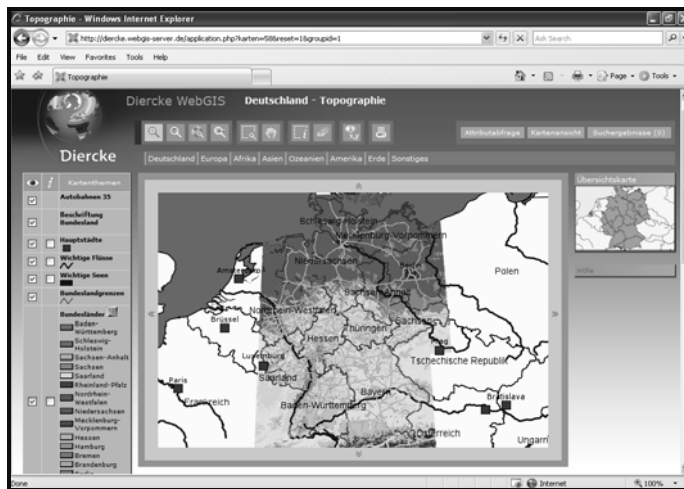 Topographie - Windows Internet Explorer
http://diercke.webgis-server.de/application.php?karten=58&reset=1&groupid=1
Ask Search
File Edit View Favorites Tools Help
Topographie
Page Tools
Diercke WebGIS Deutschland - Topographie
Diercke
Attributabfrage Kartenansicht Suchergebnisse (0)
Deutschland Europa Afrika Asien Ozeanien Amerika Erde Sonstiges
Kartenthemen
Autobahnen 35
Beschriftung
Bundesland
Hauptstädte
Wichtige Flüsse
Wichtige Seen
Bundeslandgrenzen
Bundesländer
Baden-
Württemberg
Schleswig-
Holstein
Sachsen-Anhalt
Sachsen
Saarland
Rheinland-Pfalz
Nordrhein-
Westfalen
Niedersachsen
Mecklenburg-
Vorpommern
Hessen
Hamburg
Bremen
Brandenburg
Schleswig-Holstein
Mecklenburg-Vorpommern
Niedersachsen
Polen
Sachsen-Anhalt
Nordrhein-Westfalen
Brüssel
Thüringen
Sachsen
Hessen
Luxemburg
Tschechische Republik
Saarland
Paris
Frankreich
Bayern
Baden-Württemberg
Bratislava
Österreich
Ungarn
Übersichtskarte
Hilfe
Done
Internet
100%